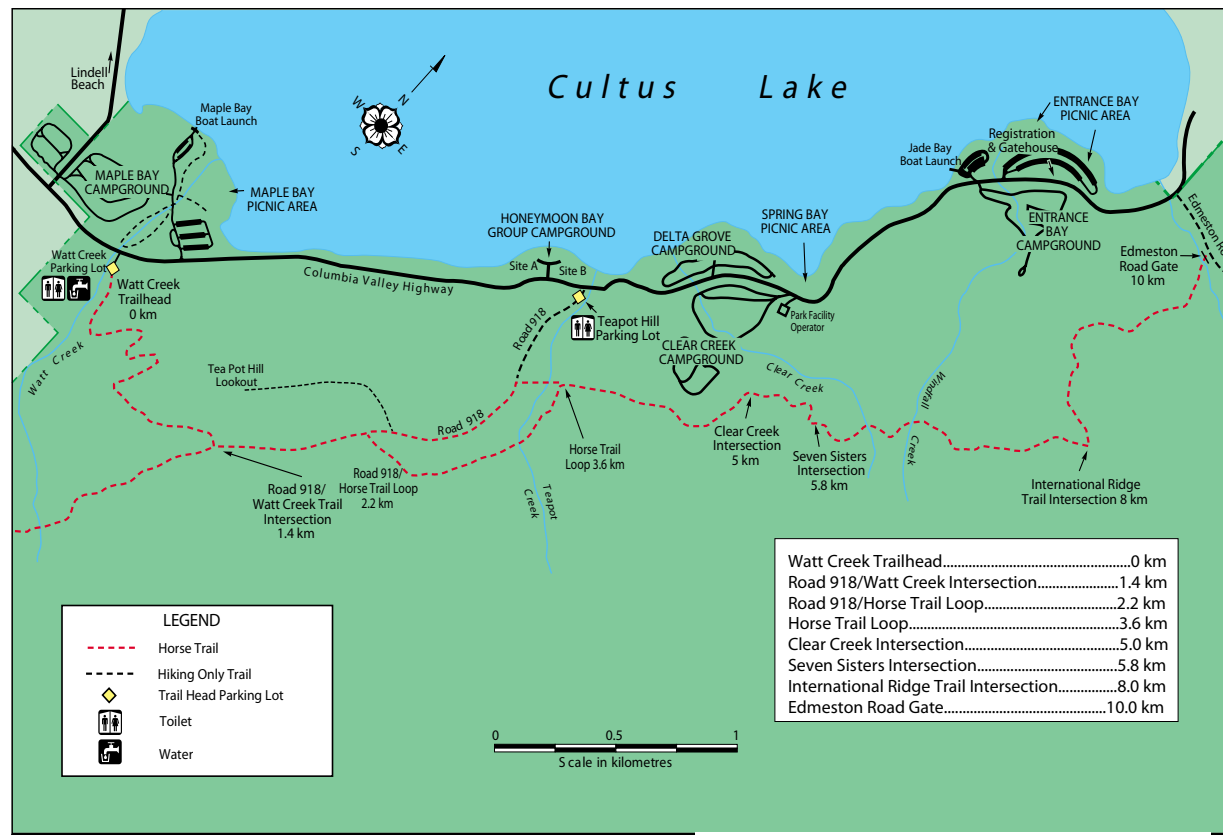 Lindell
Beach
Maple Bay
Boat Launch
MAPLE BAY
CAMPGROUND
MAPLE BAY
PICNIC AREA
W
N
S
E
Cultus Lake
ENTRANCE BAY
PICNIC AREA
Registration
& Gatehouse
Jade Bay
Boat Launch
ENTRANCE
BAY
CAMPGROUND
Edmeston
Road Gate
10 km
HONEYMOON BAY
GROUP CAMPGROUND
Site A
Site B
DELTA GROVE
CAMPGROUND
SPRING BAY
PICNIC AREA
Watt Creek
Parking Lot
Watt Creek
Trailhead
0 km
Columbia Valley Highway
Road 918
Teapot Hill
Parking Lot
Park Facility
Operator
CLEAR CREEK
CAMPGROUND
Watt Creek
Tea Pot Hill
Lookout
Road 918
Clear Creek
Windfall
Creek
Horse Trail
Loop 3.6 km
Clear Creek
Intersection
5 km
Seven Sisters
Intersection
5.8 km
International Ridge
Trail Intersection 8 km
Road 918/
Watt Creek Trail
Intersection
1.4 km
Road 918/
Horse Trail Loop
2.2 km
Teapot
Creek
LEGEND
Horse Trail
Hiking Only Trail
Trail Head Parking Lot
Toilet
Water
0 0.5 1
Scale in kilometres
Watt Creek Trailhead..............................0 km
Road 918/Watt Creek Intersection.............1.4 km
Road 918/Horse Trail Loop......................2.2 km
Horse Trail Loop...................................3.6 km
Clear Creek Intersection..........................5.0 km
Seven Sisters Intersection.......................5.8 km
International Ridge Trail Intersection.........8.0 km
Edmeston Road Gate.............................10.0 km